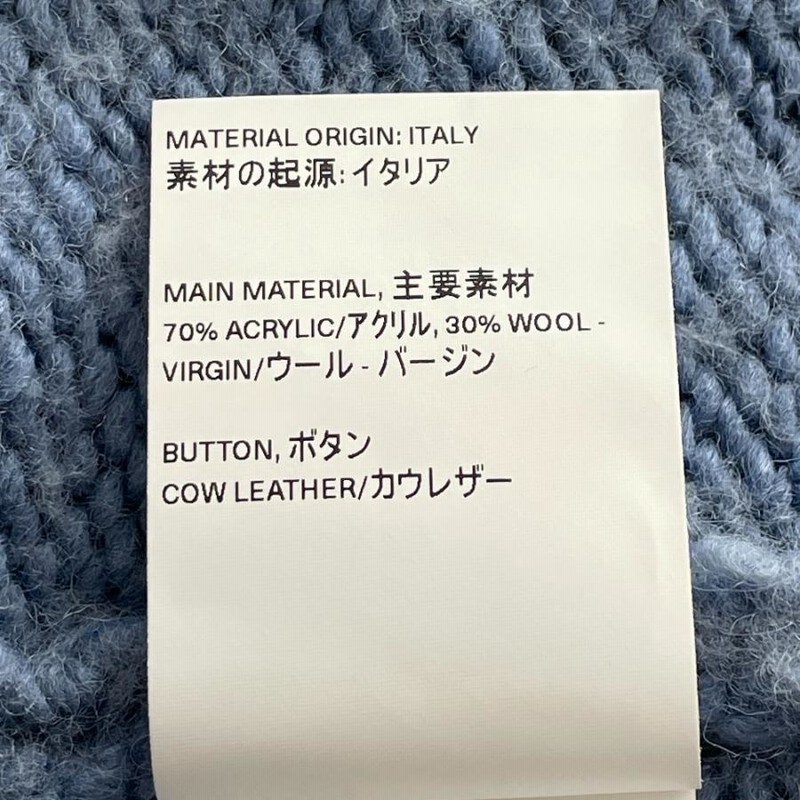 MATERIAL ORIGIN: ITALY
素材の起源: イタリア
MAIN MATERIAL, 主要素材
70% ACRYLIC/アクリル, 30% WOOL -
VIRGIN/ウール - バージン
BUTTON, ボタン
COW LEATHER/カウレザー